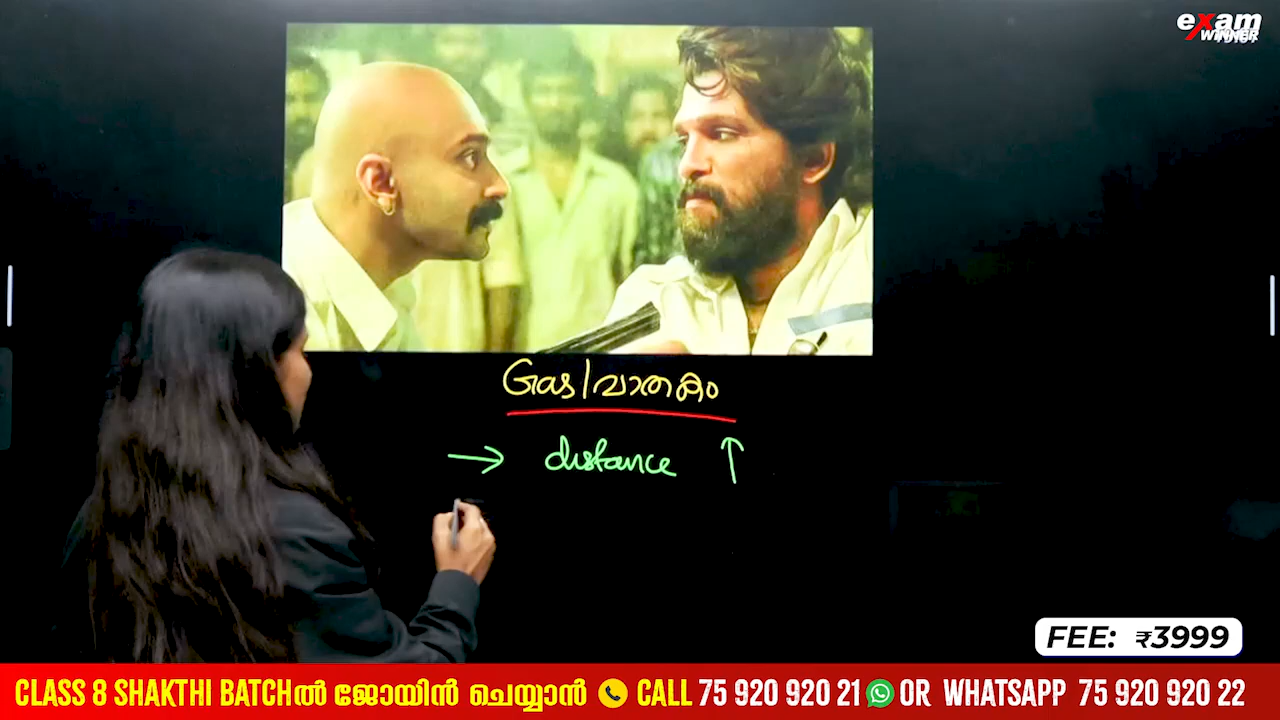 exam
WINNER
Gas/വാതകം
→ distance ↑
FEE: ₹3999
CLASS 8 SHAKTHI BATCHൽ ജോയിൻ ചെയ്യാൻ CALL 75 920 920 21 OR WHATSAPP 75 920 920 22